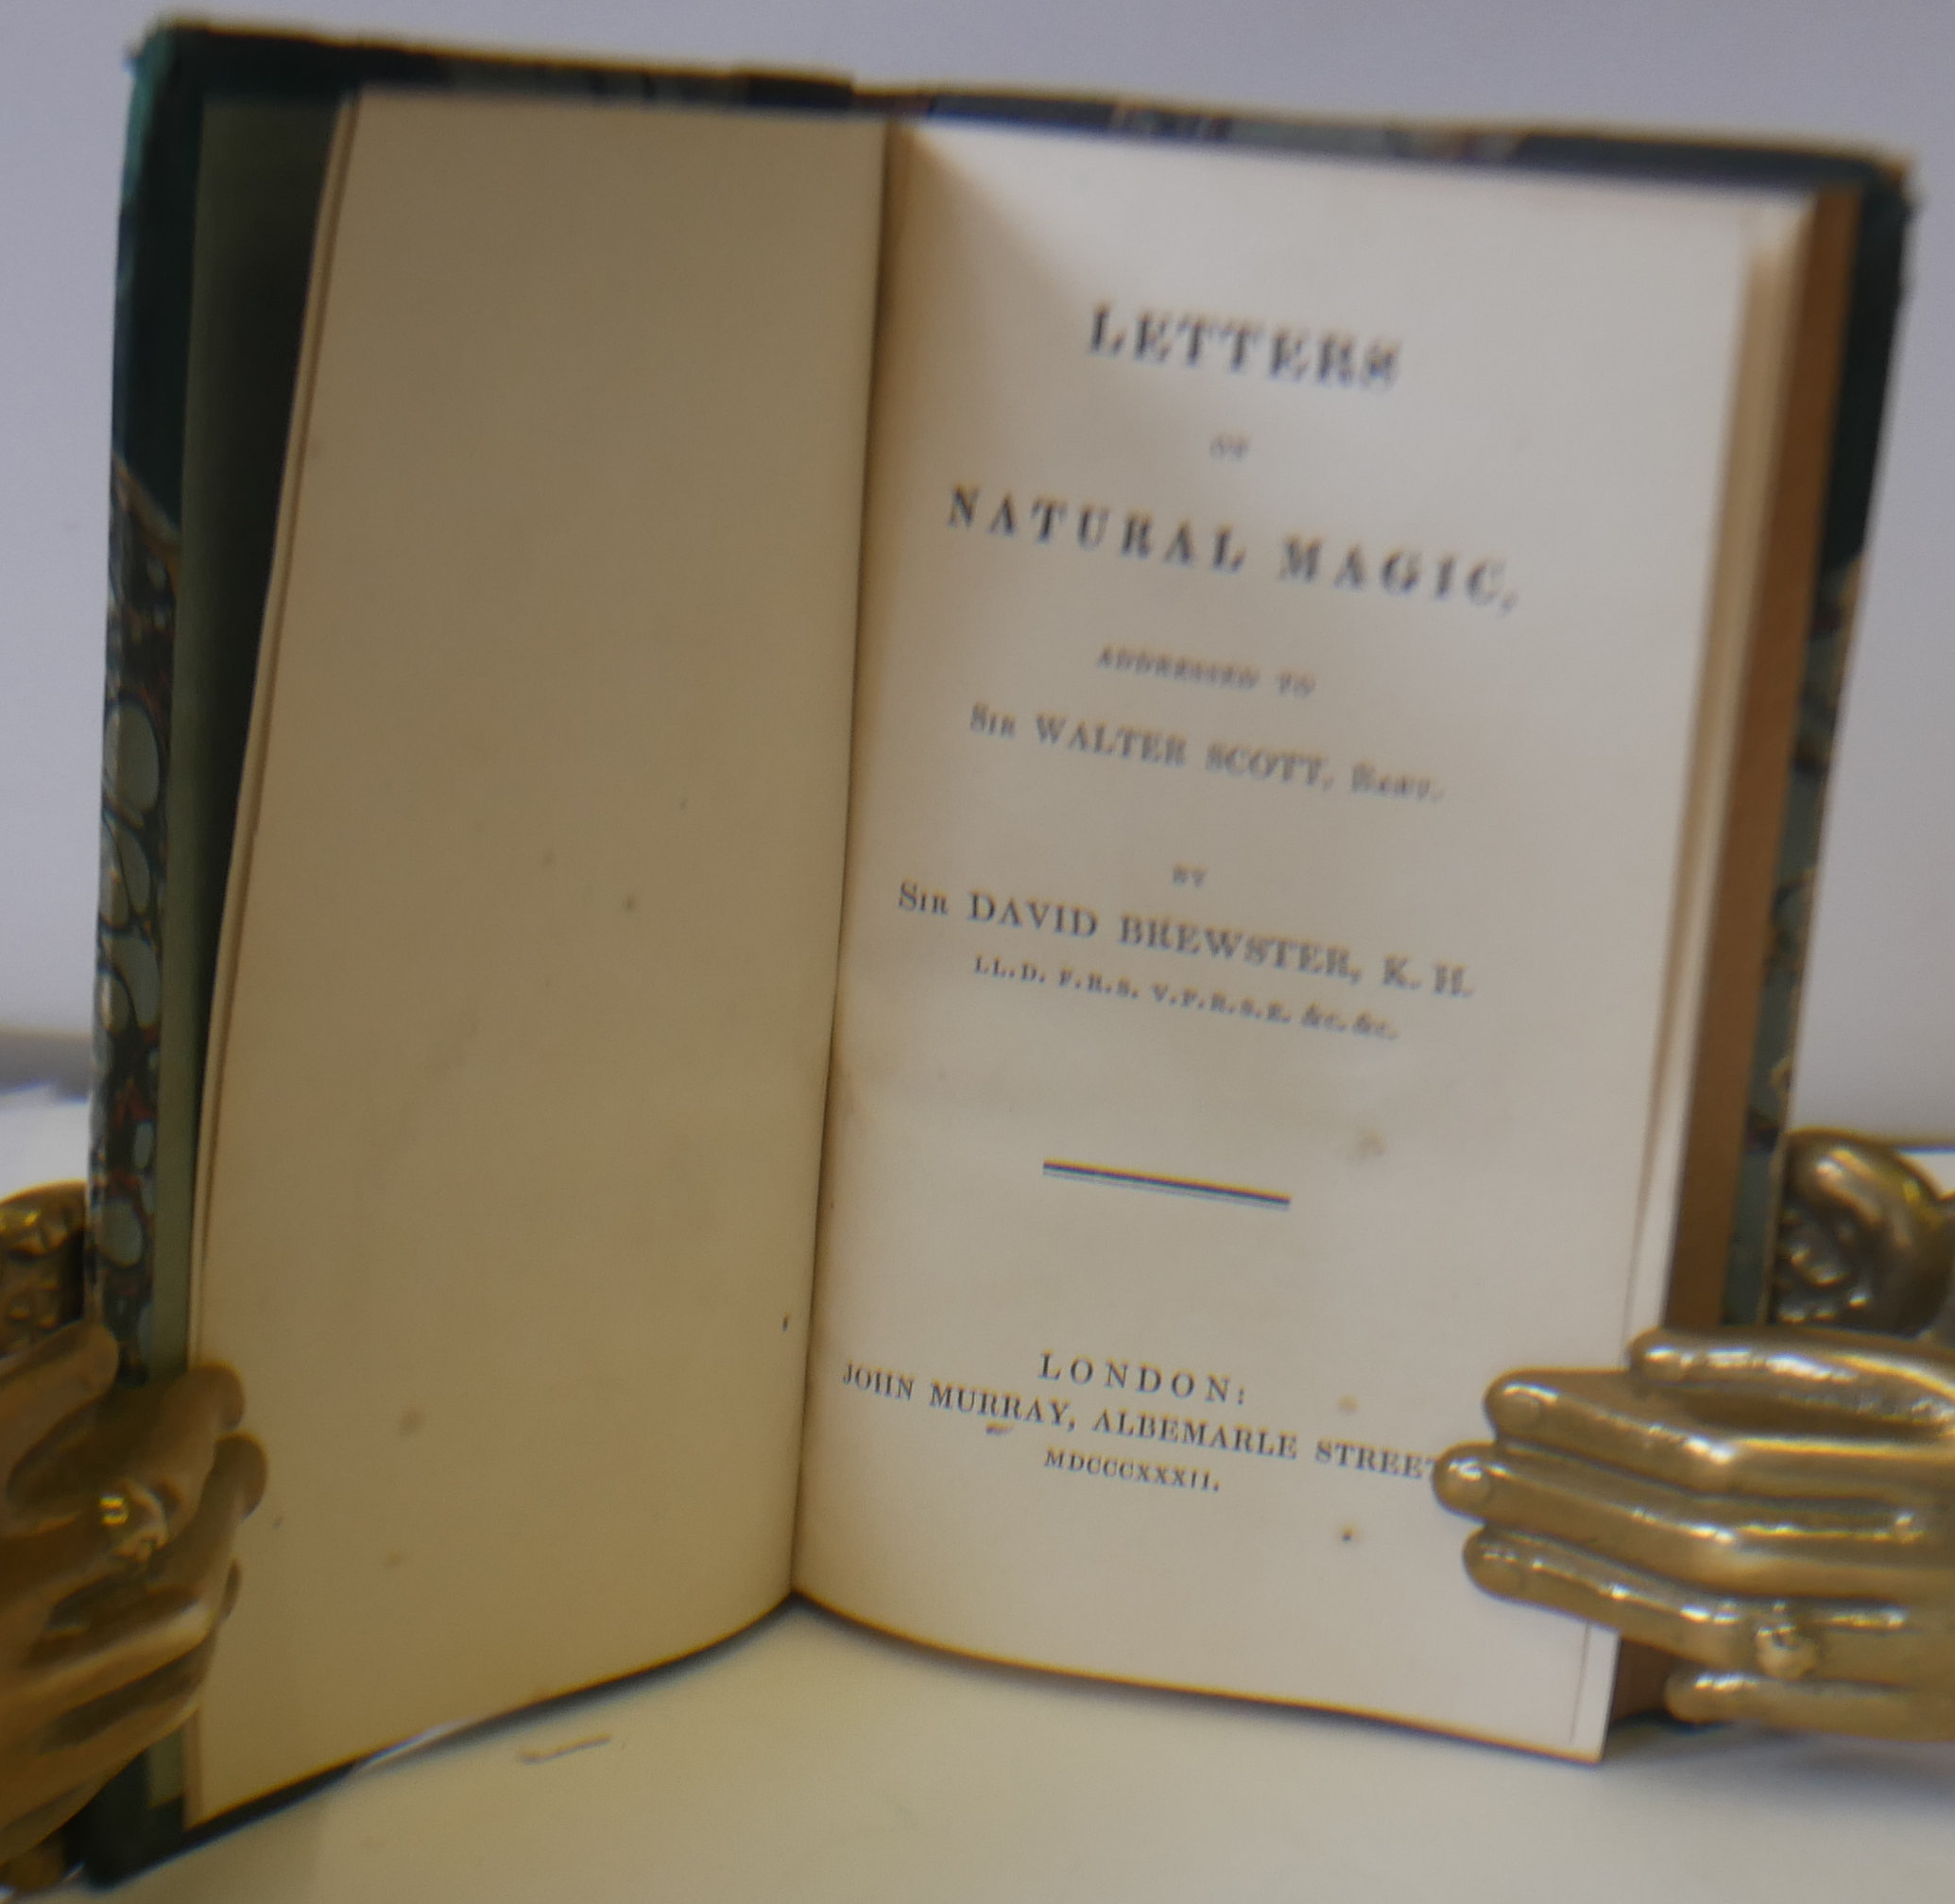 LETTERS
ON
NATURAL MAGIC,
ADDRESSED TO
SIR WALTER SCOTT, BART.
BY
SIR DAVID BREWSTER, K. H.
LL.D. F.R.S. V.P.R.S.E. &c. &c.
LONDON:
JOHN MURRAY, ALBEMARLE STREET
MDCCCXXXII.